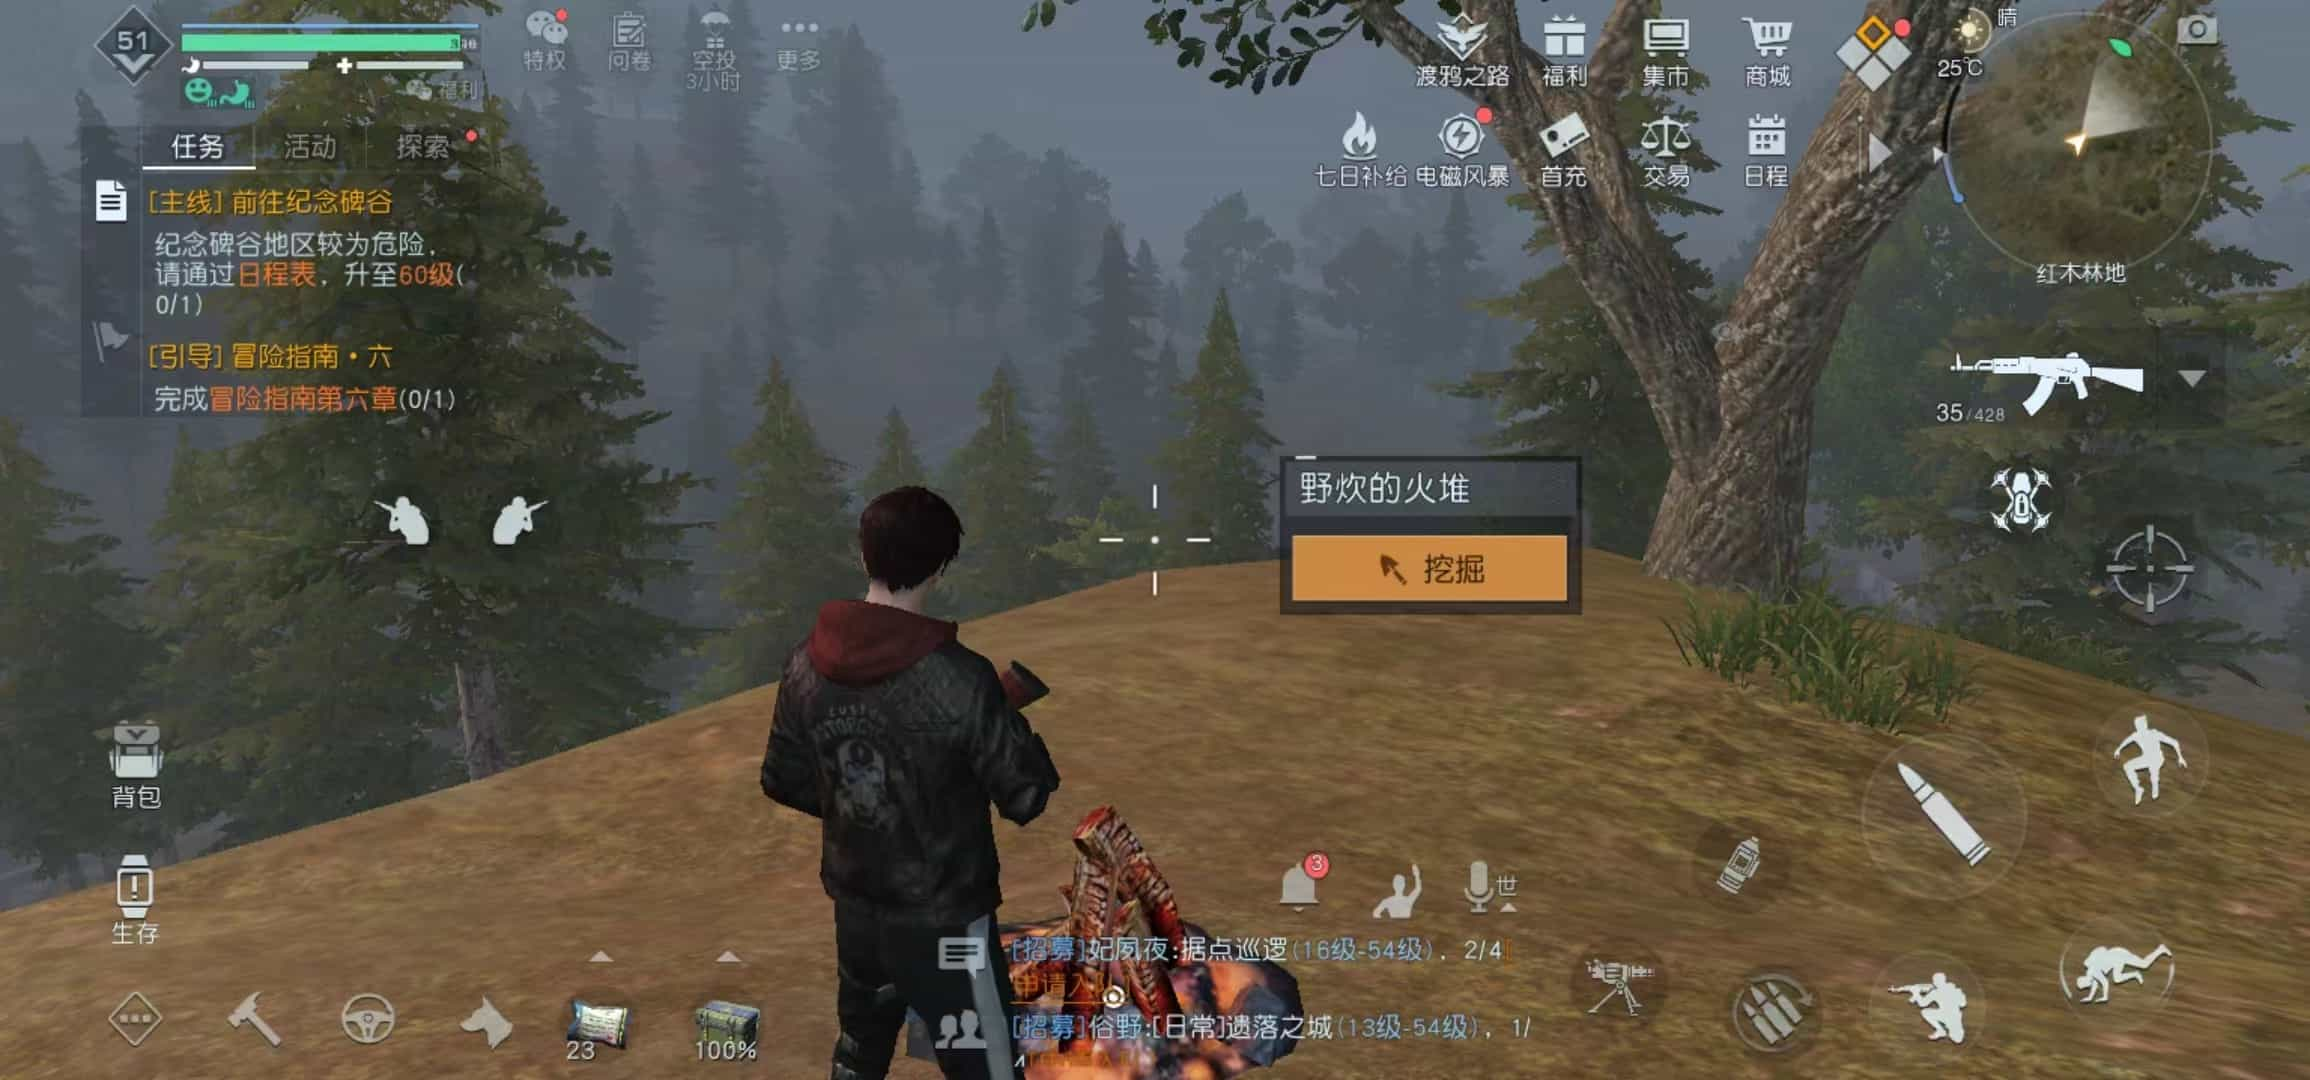 51
特权
问卷
空投
3小时
更多
福利
任务
活动
探索
[主线] 前往纪念碑谷
纪念碑谷地区较为危险，
请通过日程表，升至60级(
0/1)
[引导] 冒险指南·六
完成冒险指南第六章(0/1)
渡鸦之路
福利
集市
商城
七日补给
电磁风暴
首充
交易
日程
晴
25℃
红木林地
35/428
野炊的火堆
挖掘
背包
生存
23
100%
3
世
[招募]妃夙夜:据点巡逻(16级-54级)，2/4[
申请入队]
[招募]俗野:[日常]遗落之城(13级-54级)，1/
CUSTOM